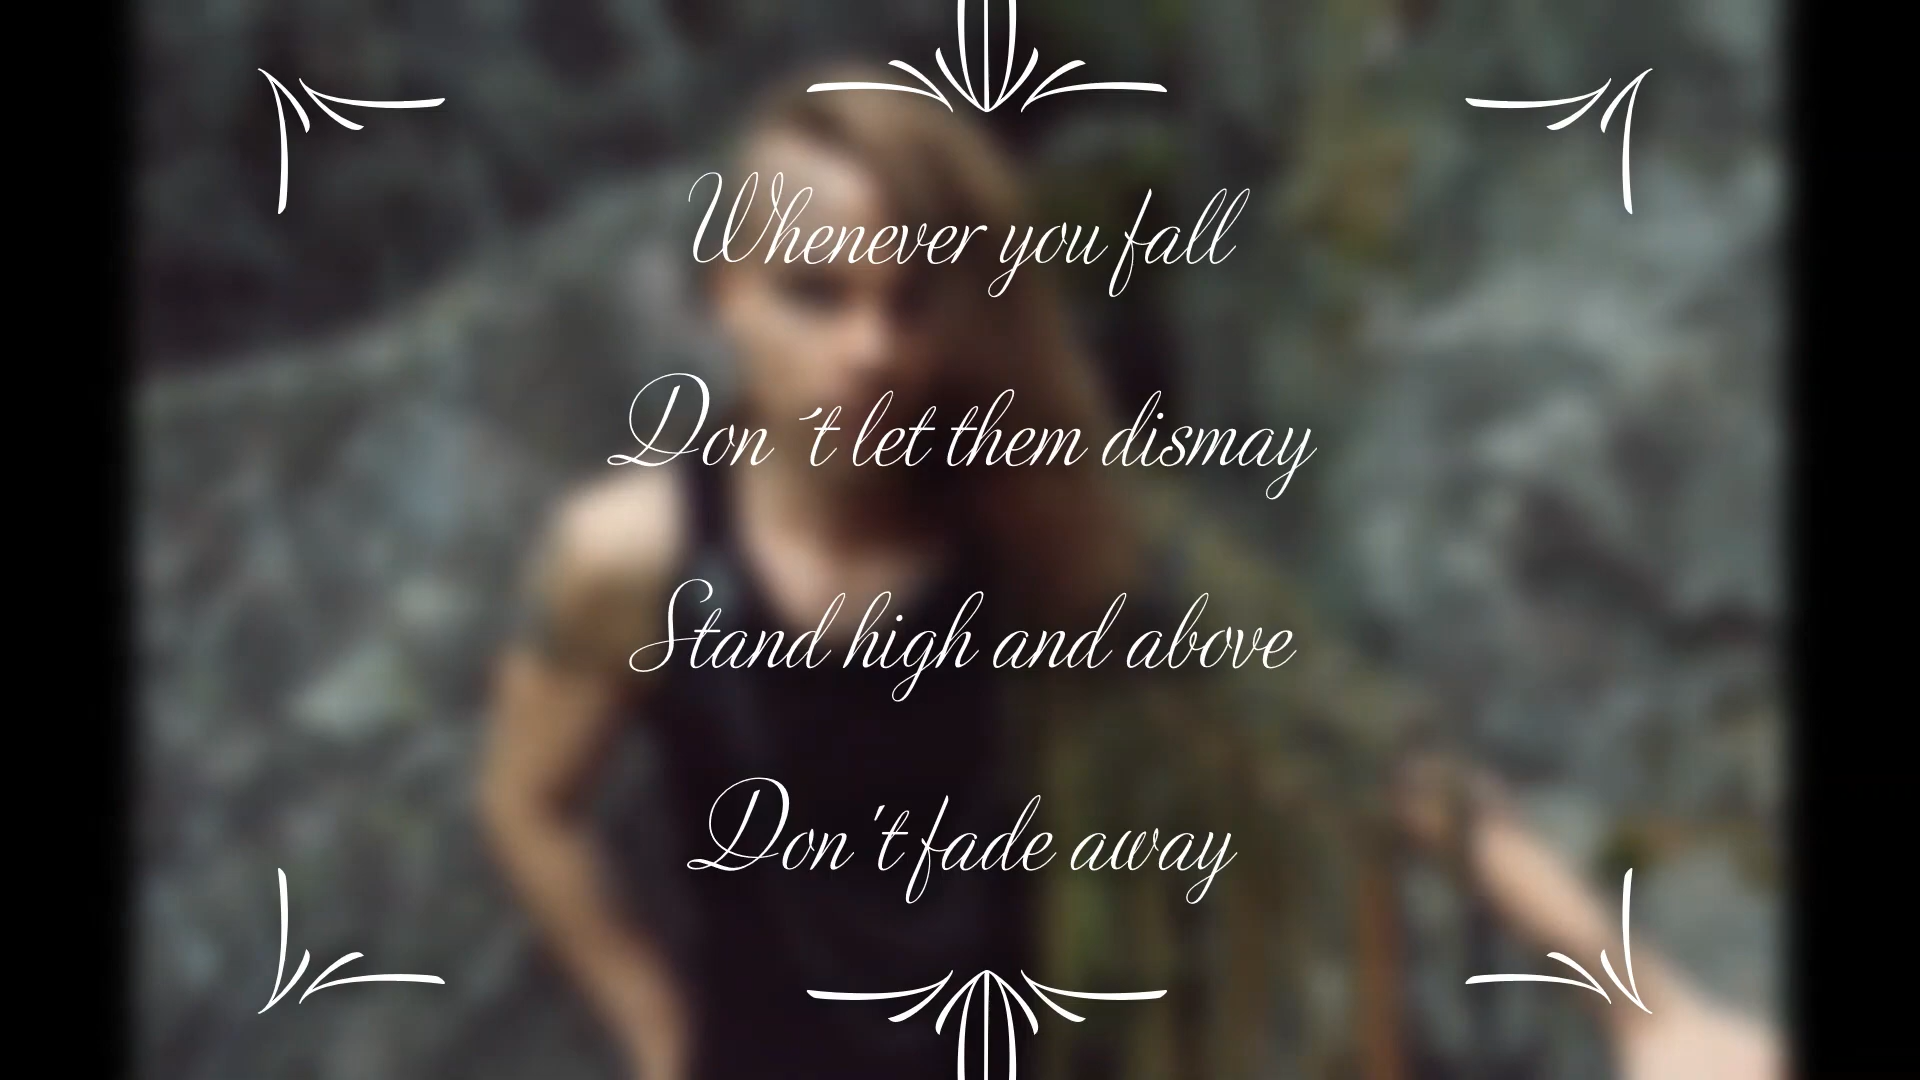 Whenever you fall
Don´t let them dismay
Stand high and above
Don't fade away